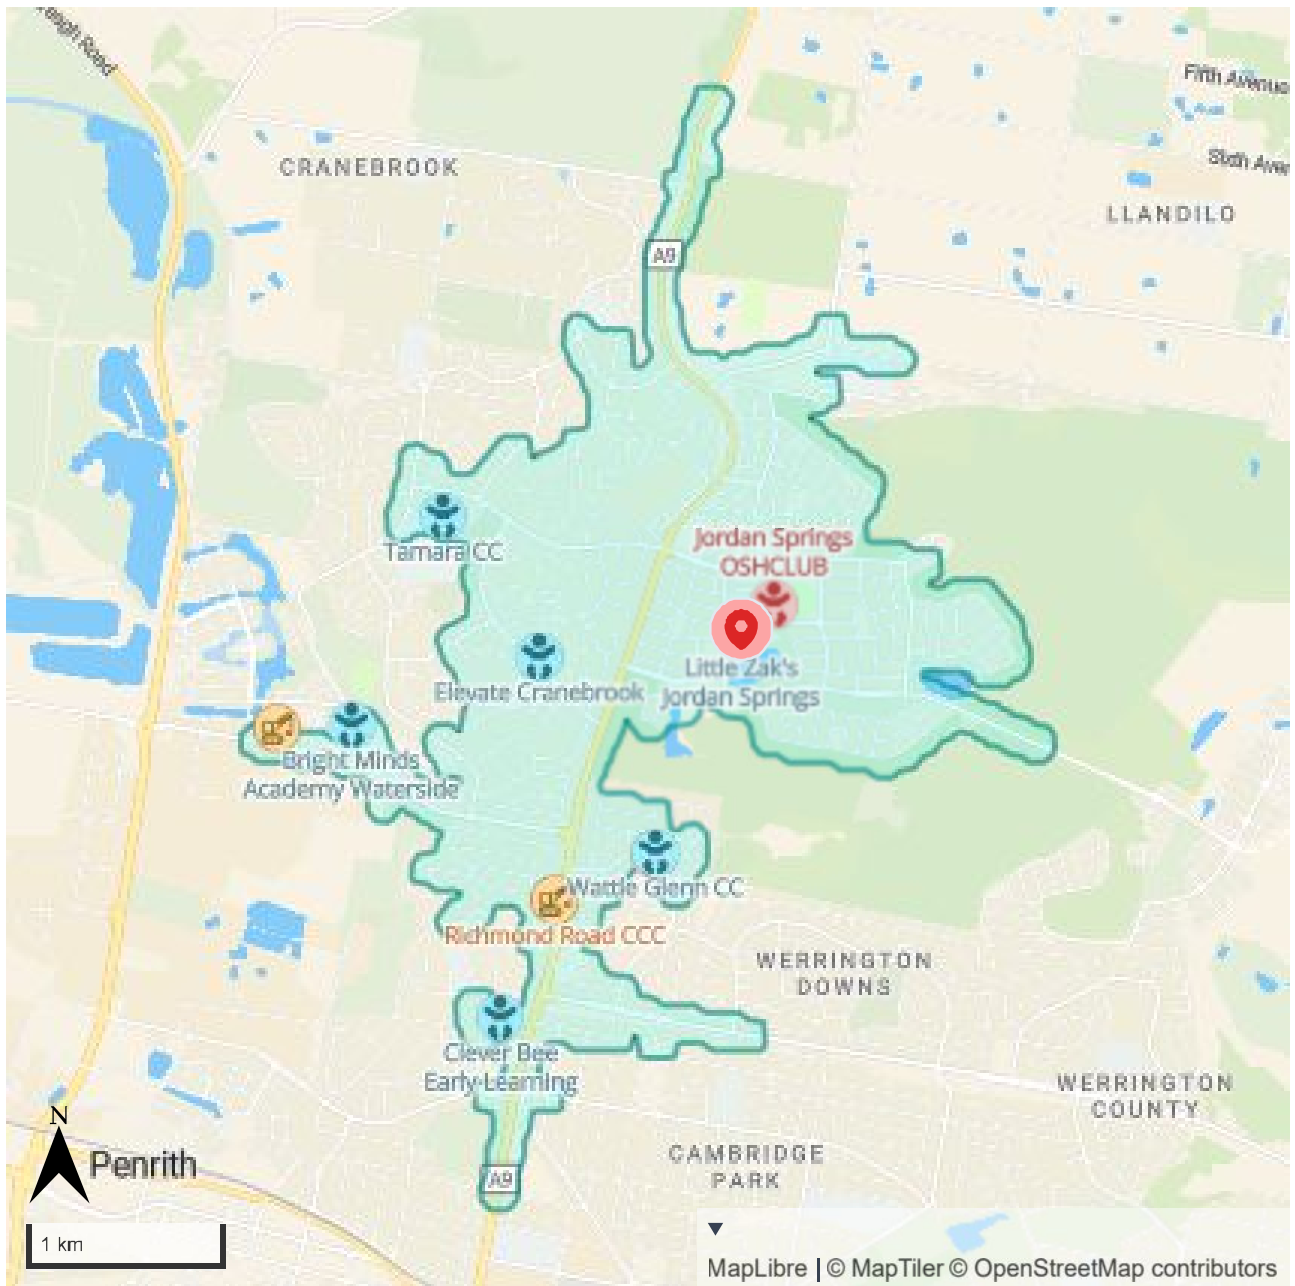 Fifth Avenue
CRANEBROOK
LLANDILO
A9
Jordan Springs
OSHCLUB
Tamara CC
Little Zak's
Jordan Springs
Elevate Cranebrook
Bright Minds
Academy Waterside
Wattle Glenn CC
Richmond Road CCC
WERRINGTON
DOWNS
Clever Bee
Early Learning
WERRINGTON
COUNTY
N
Penrith
CAMBRIDGE
PARK
A9
1 km
MapLibre | © MapTiler © OpenStreetMap contributors